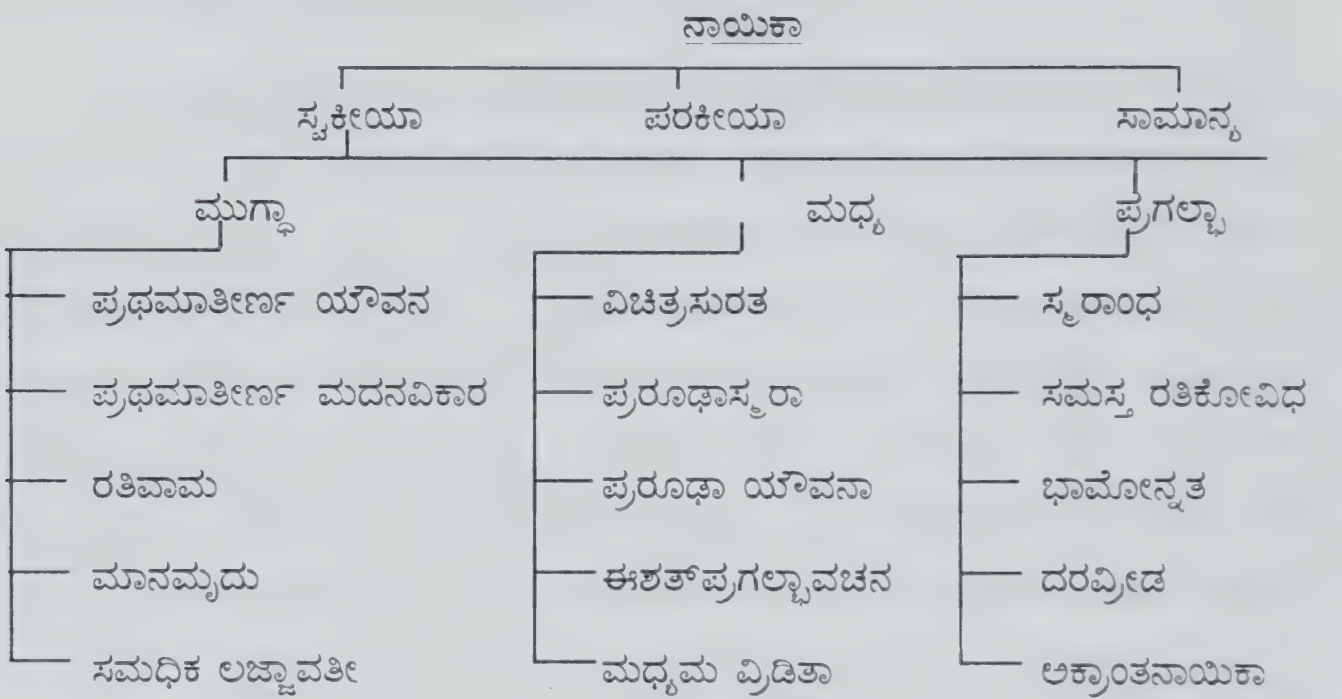 ನಾಯಿಕಾ
ಸ್ವಕೀಯಾ ಪರಕೀಯಾ ಸಾಮಾನ್ಯ
ಮುಗ್ಧಾ ಮಧ್ಯ ಪ್ರಗಲ್ಭಾ
ಪ್ರಥಮಾತೀರ್ಣ ಯೌವನ ವಿಚಿತ್ರಸುರತ ಸ್ಮರಾಂಧ
ಪ್ರಥಮಾತೀರ್ಣ ಮದನವಿಕಾರ ಪ್ರರೂಢಾಸ್ಮರಾ ಸಮಸ್ತ ರತಿಕೋವಿಧ
ರತಿವಾಮ ಪ್ರರೂಢಾ ಯೌವನಾ ಭಾಮೋನ್ನತ
ಮಾನಮೃದು ಈಶತ್‌ಪ್ರಗಲ್ಭಾವಚನ ದರವ್ರೀಡ
ಸಮಧಿಕ ಲಜ್ಜಾವತೀ ಮಧ್ಯಮ ವ್ರಿಡಿತಾ ಅಕ್ರಾಂತನಾಯಿಕಾ